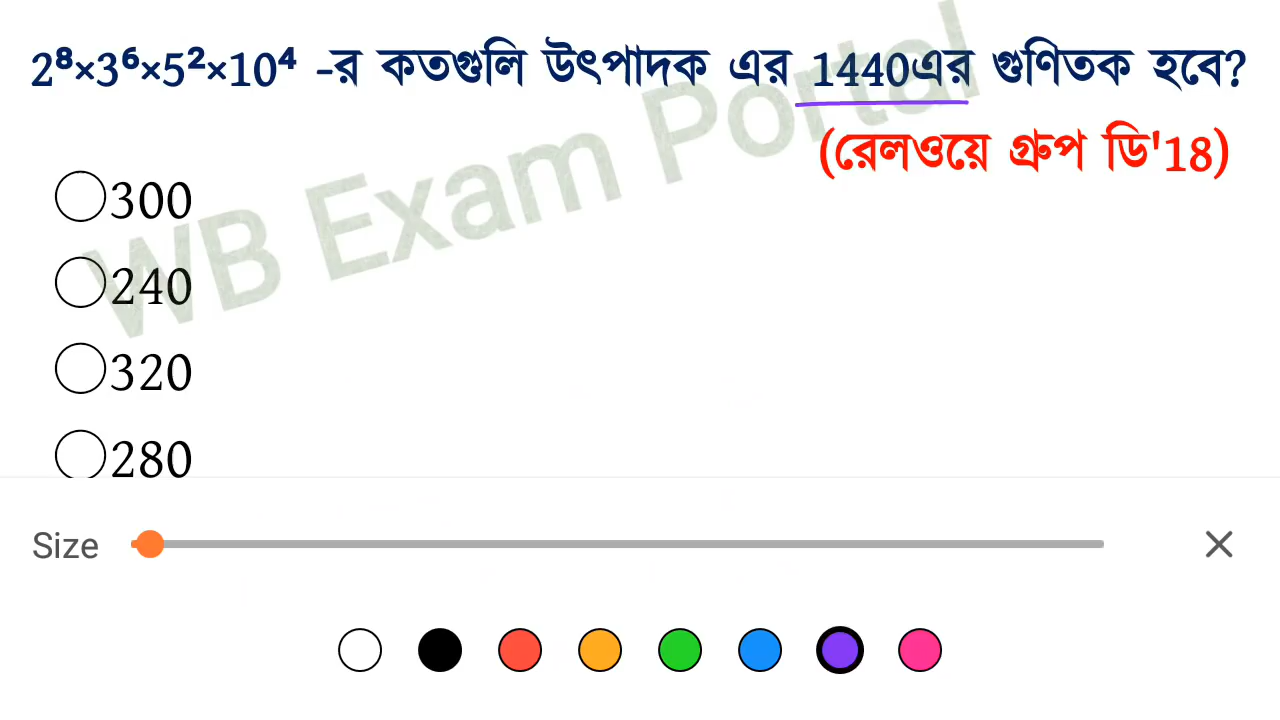 2⁸×3⁶×5²×10⁴ -র কতগুলি উৎপাদক এর 1440এর গুণিতক হবে?
(রেলওয়ে গ্রুপ ডি'18)
300
240
320
280
WB Exam Portal
Size